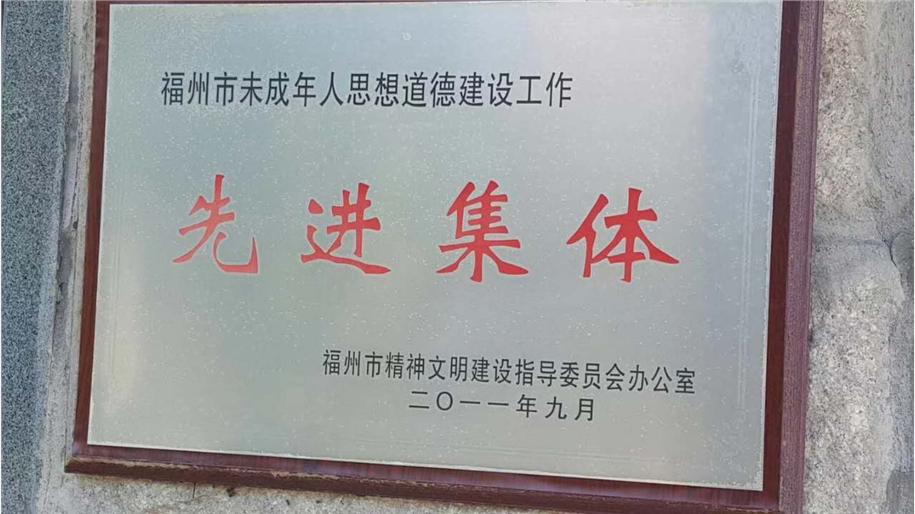 福州市未成年人思想道德建设工作
先进集体
福州市精神文明建设指导委员会办公室
二〇一一年九月